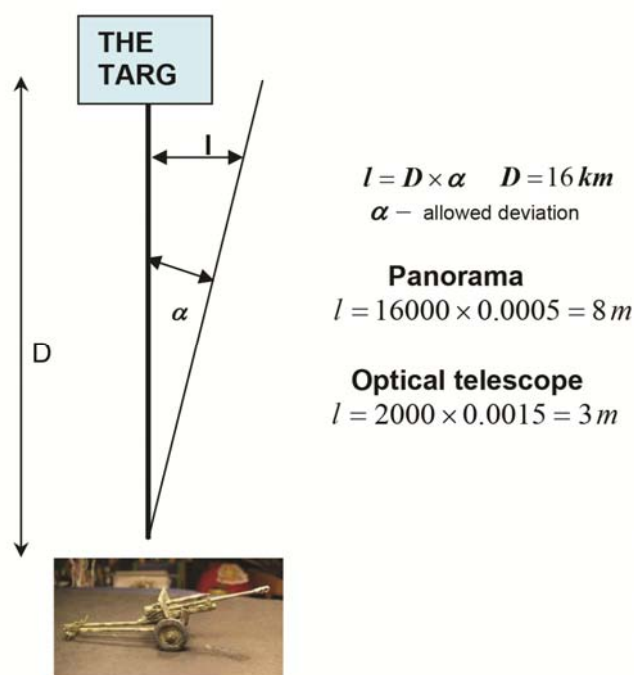 THE
TARG
l
l = D × α D = 16 km
α – allowed deviation
Panorama
l = 16000 × 0.0005 = 8 m
α
D
Optical telescope
l = 2000 × 0.0015 = 3 m